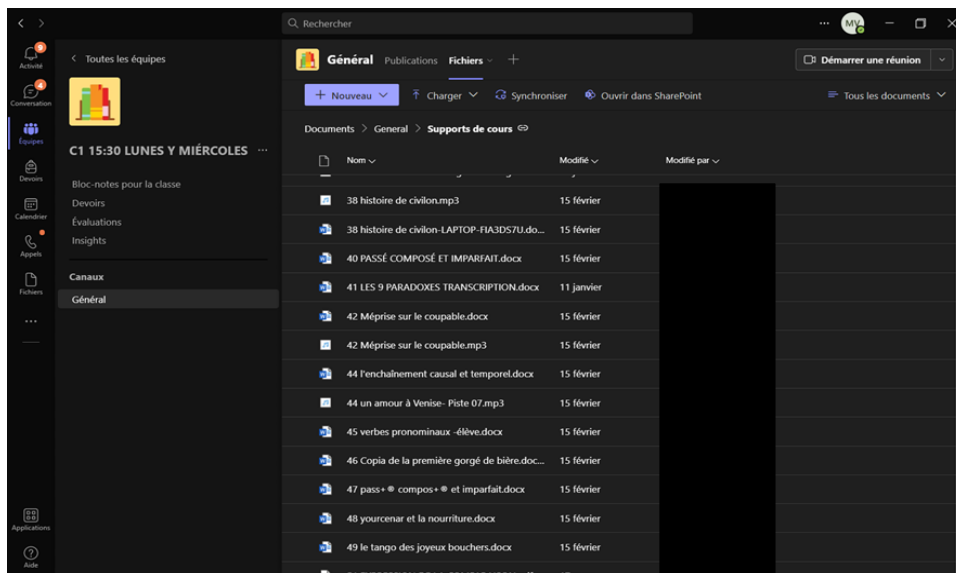 Rechercher
MV
9
Activité
4
Conversation
Équipes
Devoirs
Calendrier
Appels
Fichiers
Applications
Aide
Toutes les équipes
C1 15:30 LUNES Y MIÉRCOLES ...
Bloc-notes pour la classe
Devoirs
Évaluations
Insights
Canaux
Général
Général Publications Fichiers
Démarrer une réunion
Nouveau Charger Synchroniser Ouvrir dans SharePoint Tous les documents
Documents > General > Supports de cours
Nom Modifié Modifié par
38 histoire de civilon.mp3 15 février
38 histoire de civilon-LAPTOP-FIA3DS7U.do... 15 février
40 PASSÉ COMPOSÉ ET IMPARFAIT.docx 15 février
41 LES 9 PARADOXES TRANSCRIPTION.docx 11 janvier
42 Méprise sur le coupable.docx 15 février
42 Méprise sur le coupable.mp3 15 février
44 l'enchaînement causal et temporel.docx 15 février
44 un amour à Venise- Piste 07.mp3 15 février
45 verbes pronominaux -élève.docx 15 février
46 Copia de la première gorgé de bière.doc... 15 février
47 pass+® compos+® et imparfait.docx 15 février
48 yourcenar et la nourriture.docx 15 février
49 le tango des joyeux bouchers.docx 15 février